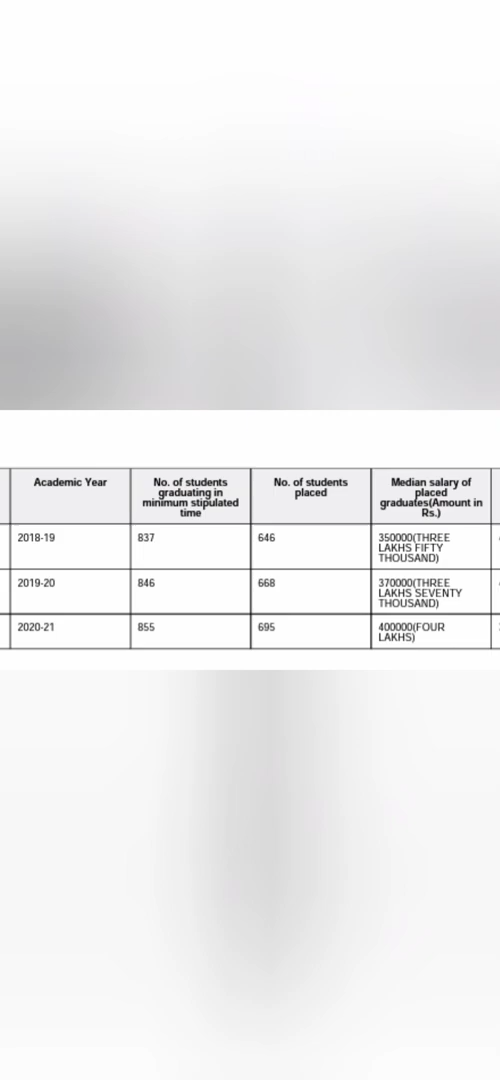 Academic Year
No. of students
graduating in
minimum stipulated
time
No. of students
placed
Median salary of
placed
graduates(Amount in
Rs.)
2018-19
837
646
350000(THREE
LAKHS FIFTY
THOUSAND)
2019-20
846
668
370000(THREE
LAKHS SEVENTY
THOUSAND)
2020-21
855
695
400000(FOUR
LAKHS)